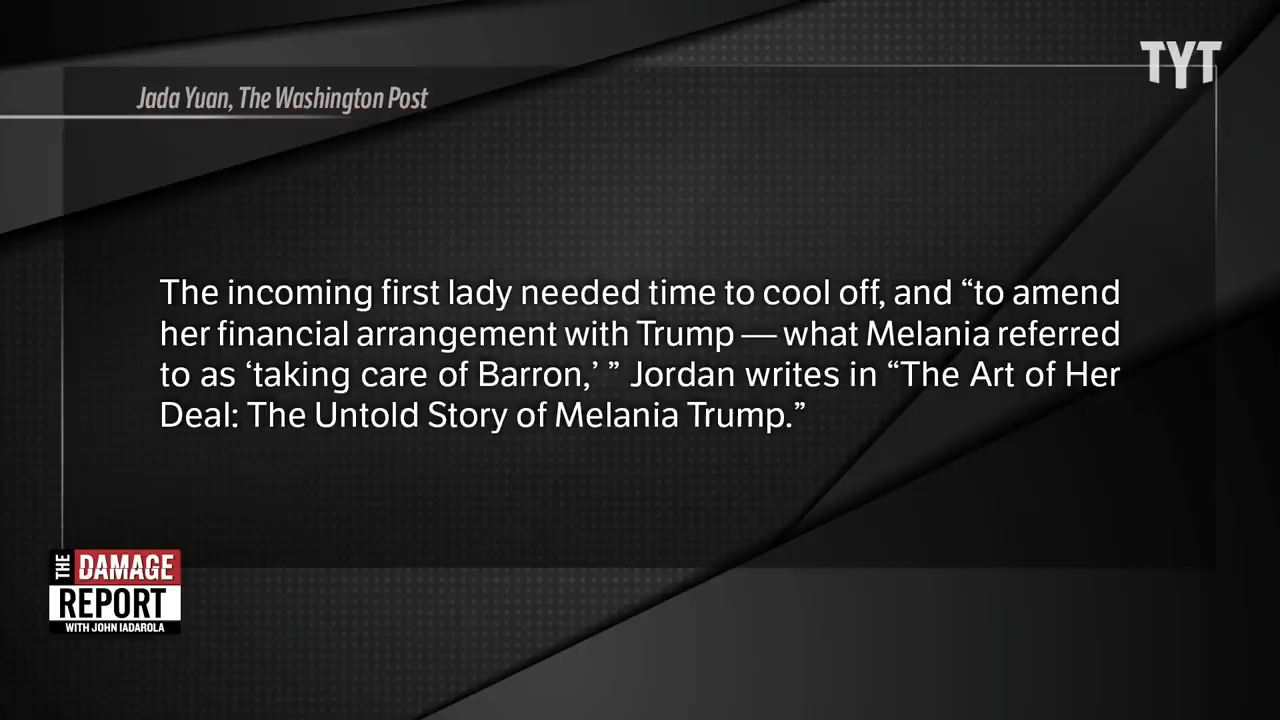 TYT
Jada Yuan, The Washington Post
The incoming first lady needed time to cool off, and “to amend
her financial arrangement with Trump — what Melania referred
to as ‘taking care of Barron,’ ” Jordan writes in “The Art of Her
Deal: The Untold Story of Melania Trump.”
THE DAMAGE
REPORT
WITH JOHN IADAROLA